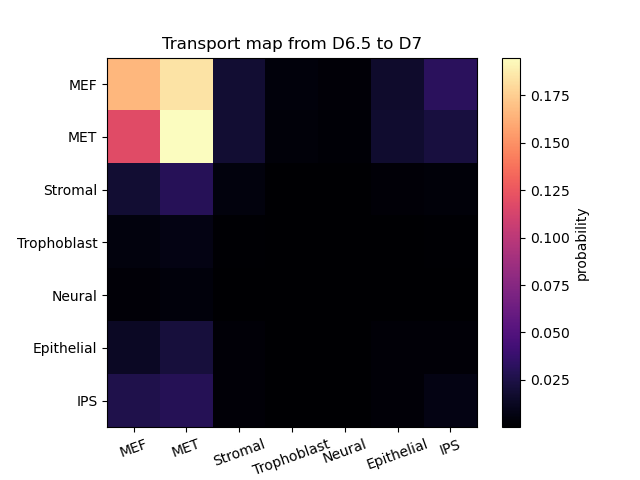 Transport map from D6.5 to D7
MEF
MET
Stromal
Trophoblast
Neural
Epithelial
IPS
MEF
MET
Stromal
Trophoblast
Neural
Epithelial
IPS
0.175
0.150
0.125
0.100
0.075
0.050
0.025
probability